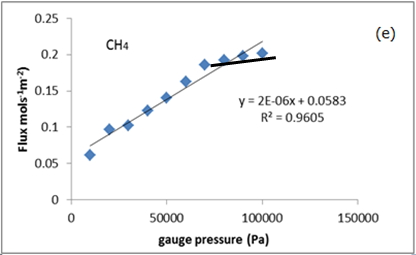 (e)
CH4
Flux mols-1m-2)
0.25
0.2
0.15
0.1
0.05
0
y = 2E-06x + 0.0583
R² = 0.9605
0 50000 100000 150000
gauge pressure (Pa)